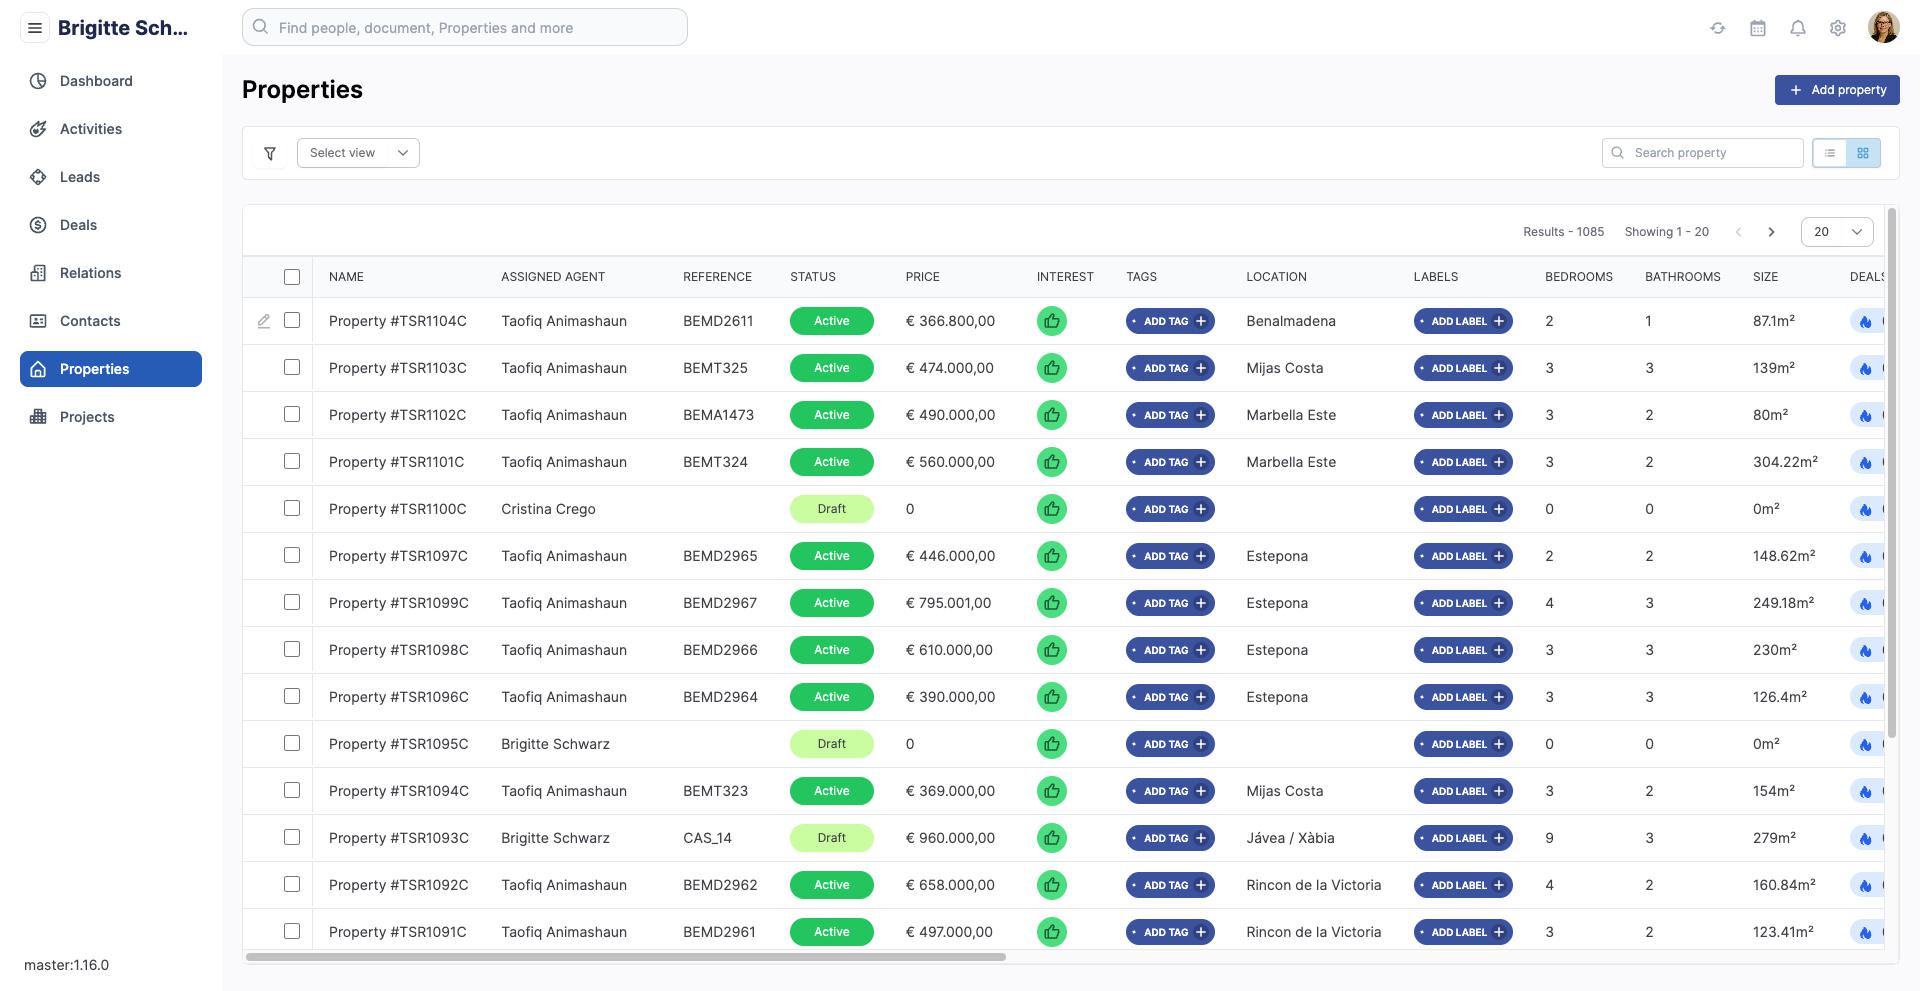 Brigitte Sch...
Find people, document, Properties and more
Dashboard
Activities
Leads
Deals
Relations
Contacts
Properties
Projects
master:1.16.0
Properties
+ Add property
Select view
Search property
Results - 1085 Showing 1 - 20 20
NAME ASSIGNED AGENT REFERENCE STATUS PRICE INTEREST TAGS LOCATION LABELS BEDROOMS BATHROOMS SIZE DEALS
Property #TSR1104C Taofiq Animashaun BEMD2611 Active € 366.800,00 ADD TAG + Benalmadena ADD LABEL + 2 1 87.1m²
Property #TSR1103C Taofiq Animashaun BEMT325 Active € 474.000,00 ADD TAG + Mijas Costa ADD LABEL + 3 3 139m²
Property #TSR1102C Taofiq Animashaun BEMA1473 Active € 490.000,00 ADD TAG + Marbella Este ADD LABEL + 3 2 80m²
Property #TSR1101C Taofiq Animashaun BEMT324 Active € 560.000,00 ADD TAG + Marbella Este ADD LABEL + 3 2 304.22m²
Property #TSR1100C Cristina Crego Draft 0 ADD TAG + ADD LABEL + 0 0 0m²
Property #TSR1097C Taofiq Animashaun BEMD2965 Active € 446.000,00 ADD TAG + Estepona ADD LABEL + 2 2 148.62m²
Property #TSR1099C Taofiq Animashaun BEMD2967 Active € 795.001,00 ADD TAG + Estepona ADD LABEL + 4 3 249.18m²
Property #TSR1098C Taofiq Animashaun BEMD2966 Active € 610.000,00 ADD TAG + Estepona ADD LABEL + 3 3 230m²
Property #TSR1096C Taofiq Animashaun BEMD2964 Active € 390.000,00 ADD TAG + Estepona ADD LABEL + 3 3 126.4m²
Property #TSR1095C Brigitte Schwarz Draft 0 ADD TAG + ADD LABEL + 0 0 0m²
Property #TSR1094C Taofiq Animashaun BEMT323 Active € 369.000,00 ADD TAG + Mijas Costa ADD LABEL + 3 2 154m²
Property #TSR1093C Brigitte Schwarz CAS_14 Draft € 960.000,00 ADD TAG + Jávea / Xàbia ADD LABEL + 9 3 279m²
Property #TSR1092C Taofiq Animashaun BEMD2962 Active € 658.000,00 ADD TAG + Rincon de la Victoria ADD LABEL + 4 2 160.84m²
Property #TSR1091C Taofiq Animashaun BEMD2961 Active € 497.000,00 ADD TAG + Rincon de la Victoria ADD LABEL + 3 2 123.41m²